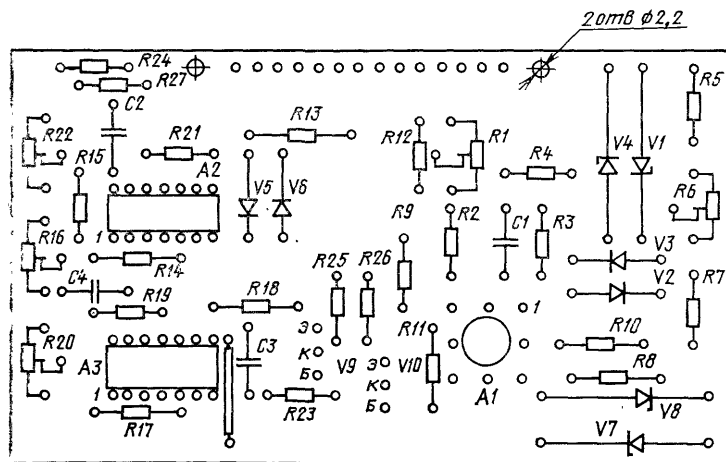 2отв ф2,2
R24
R27
C2
R22
R15
R21
R13
A2
V5
V6
R12
R1
R4
V4
V1
R5
R6
R16
1
R14
C4
R19
R18
R25
R26
R9
R2
C1
R3
V3
V2
R7
R20
A3
1
R17
C3
R23
Э
К
Б
V9
Э
К
Б
V10
R11
1
A1
R10
R8
V8
V7